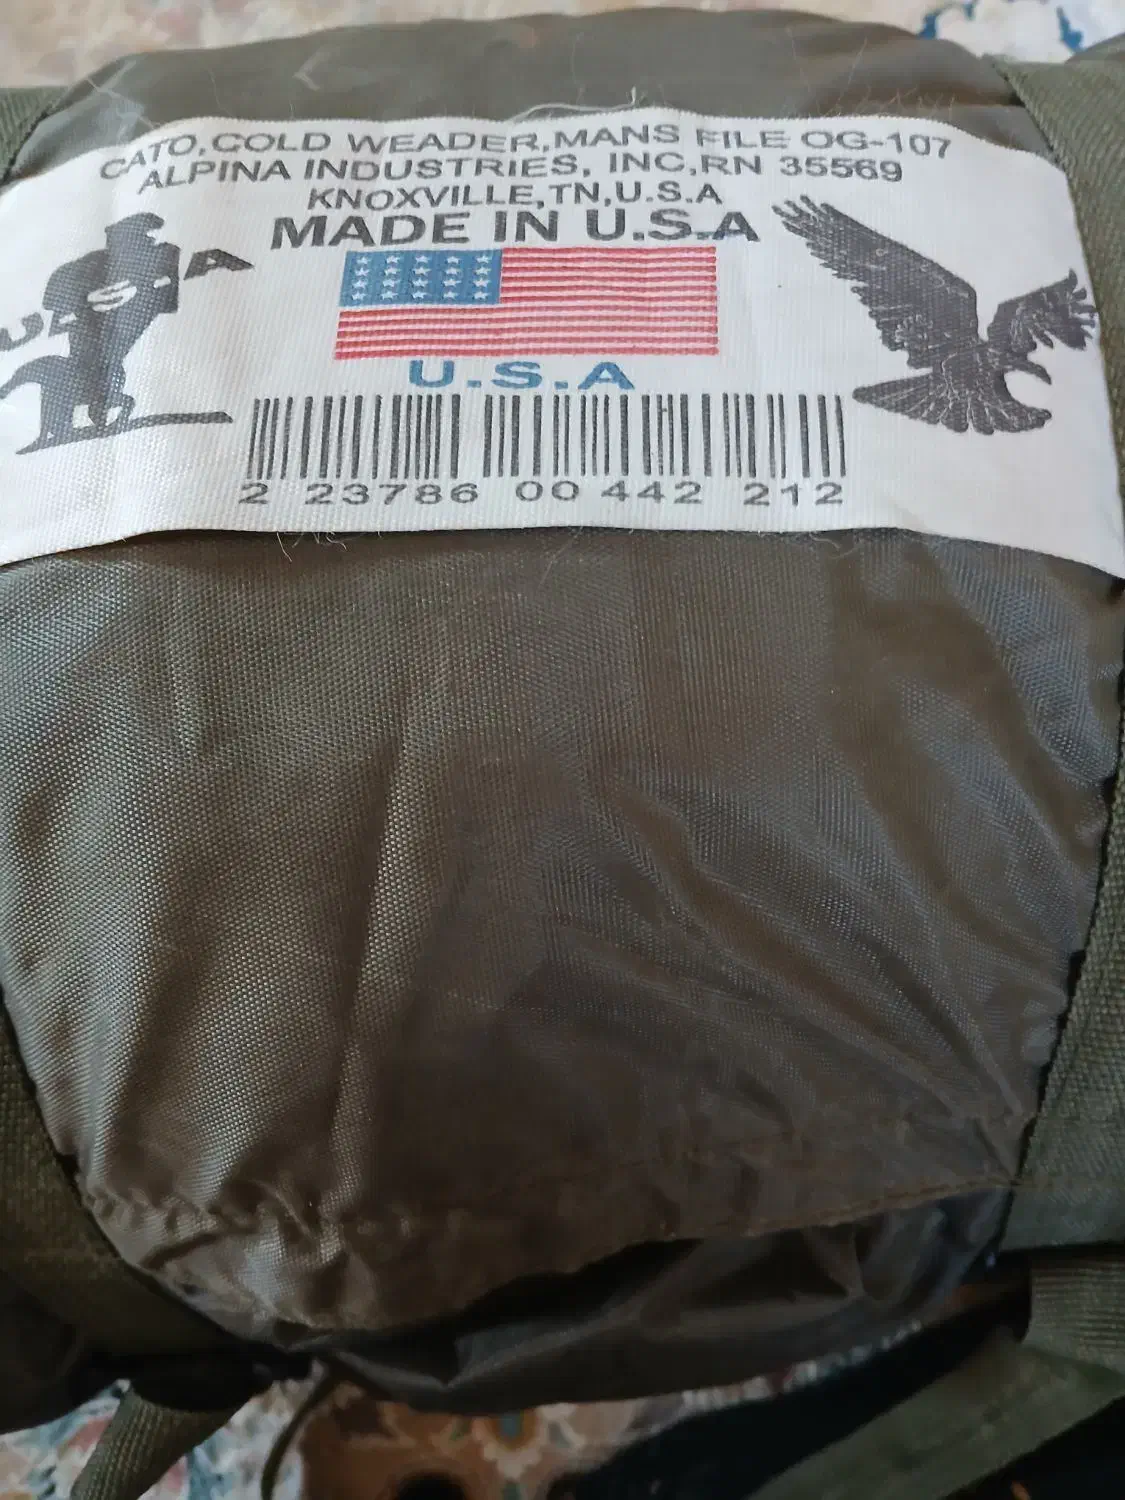 CATO,COLD WEADER,MANS FILE OG-107
ALPINA INDUSTRIES, INC,RN 35569
KNOXVILLE,TN,U.S.A
MADE IN U.S.A
U.S.A
U.S.A
2 23786 00 442 212